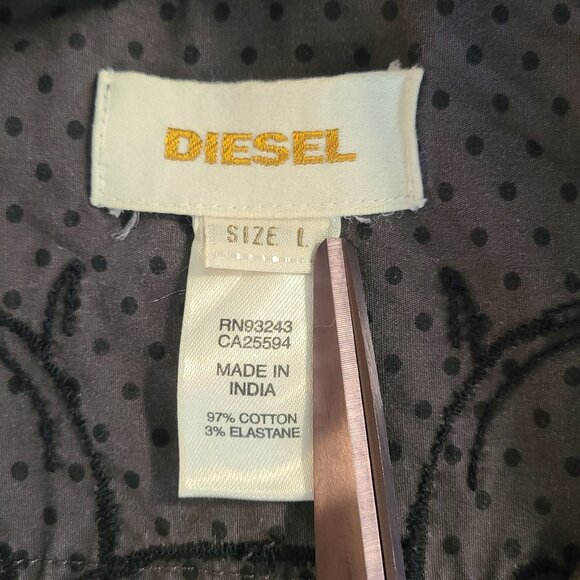 DIESEL
SIZE L
RN93243
CA25594
MADE IN
INDIA
97% COTTON
3% ELASTANE